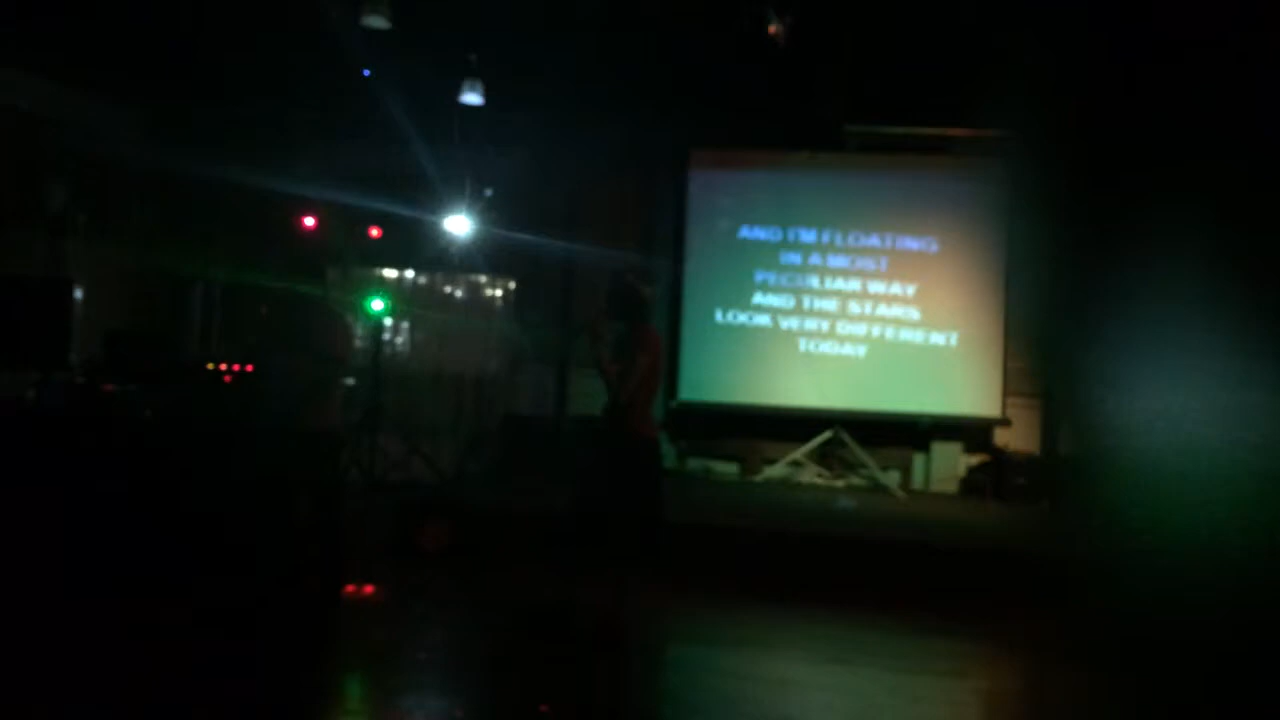 AND I'M FLOATING
IN A MOST
PECULIAR WAY
AND THE STARS
LOOK VERY DIFFERENT
TODAY